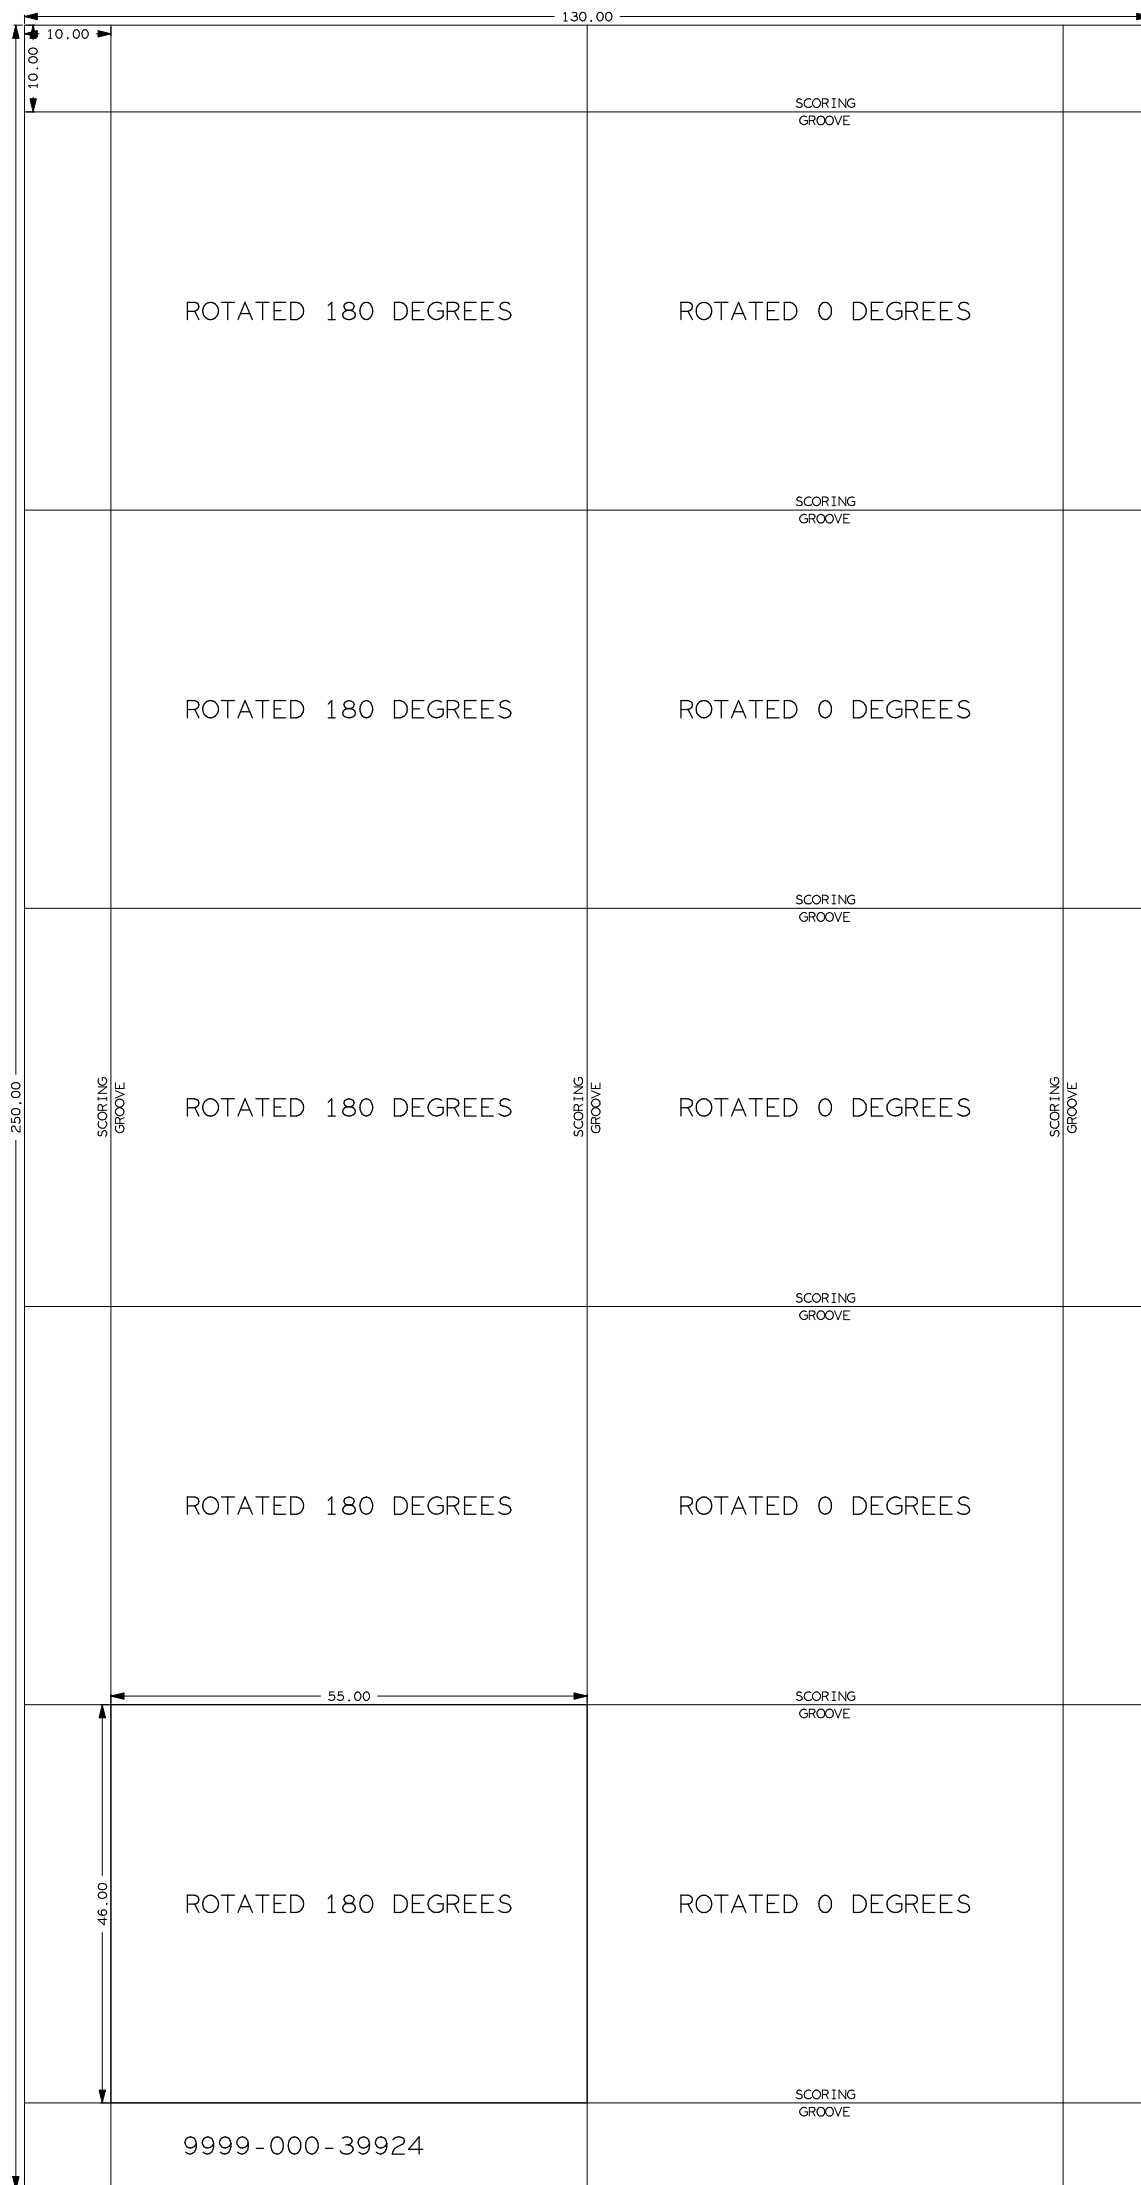 130.00
10.00
10.00
SCORING
GROOVE
ROTATED 180 DEGREES
ROTATED 0 DEGREES
SCORING
GROOVE
ROTATED 180 DEGREES
ROTATED 0 DEGREES
SCORING
GROOVE
250.00
SCORING
GROOVE
ROTATED 180 DEGREES
SCORING
GROOVE
ROTATED 0 DEGREES
SCORING
GROOVE
SCORING
GROOVE
ROTATED 180 DEGREES
ROTATED 0 DEGREES
55.00
SCORING
GROOVE
46.00
ROTATED 180 DEGREES
ROTATED 0 DEGREES
SCORING
GROOVE
9999-000-39924